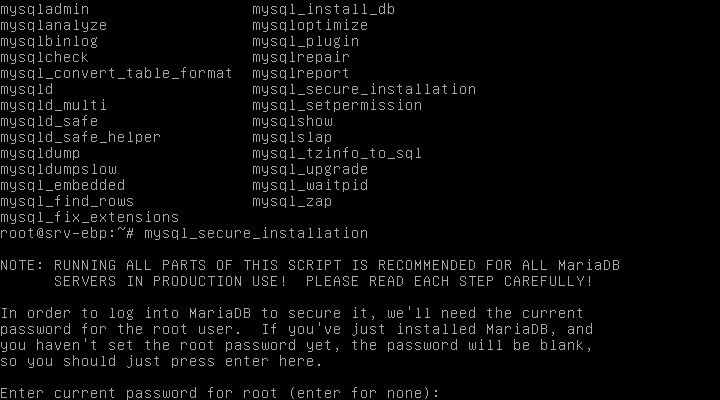 mysqladmin mysql_install_db
mysqlanalyze mysqloptimize
mysqlbinlog mysql_plugin
mysqlcheck mysqlrepair
mysql_convert_table_format mysqlreport
mysqld mysql_secure_installation
mysqld_multi mysql_setpermission
mysqld_safe mysqlshow
mysqld_safe_helper mysqlslap
mysqldump mysql_tzinfo_to_sql
mysqldumpslow mysql_upgrade
mysql_embedded mysql_waitpid
mysql_find_rows mysql_zap
mysql_fix_extensions
root@srv-ebp:~# mysql_secure_installation
NOTE: RUNNING ALL PARTS OF THIS SCRIPT IS RECOMMENDED FOR ALL MariaDB
SERVERS IN PRODUCTION USE!  PLEASE READ EACH STEP CAREFULLY!
In order to log into MariaDB to secure it, we'll need the current
password for the root user.  If you've just installed MariaDB, and
you haven't set the root password yet, the password will be blank,
so you should just press enter here.
Enter current password for root (enter for none):